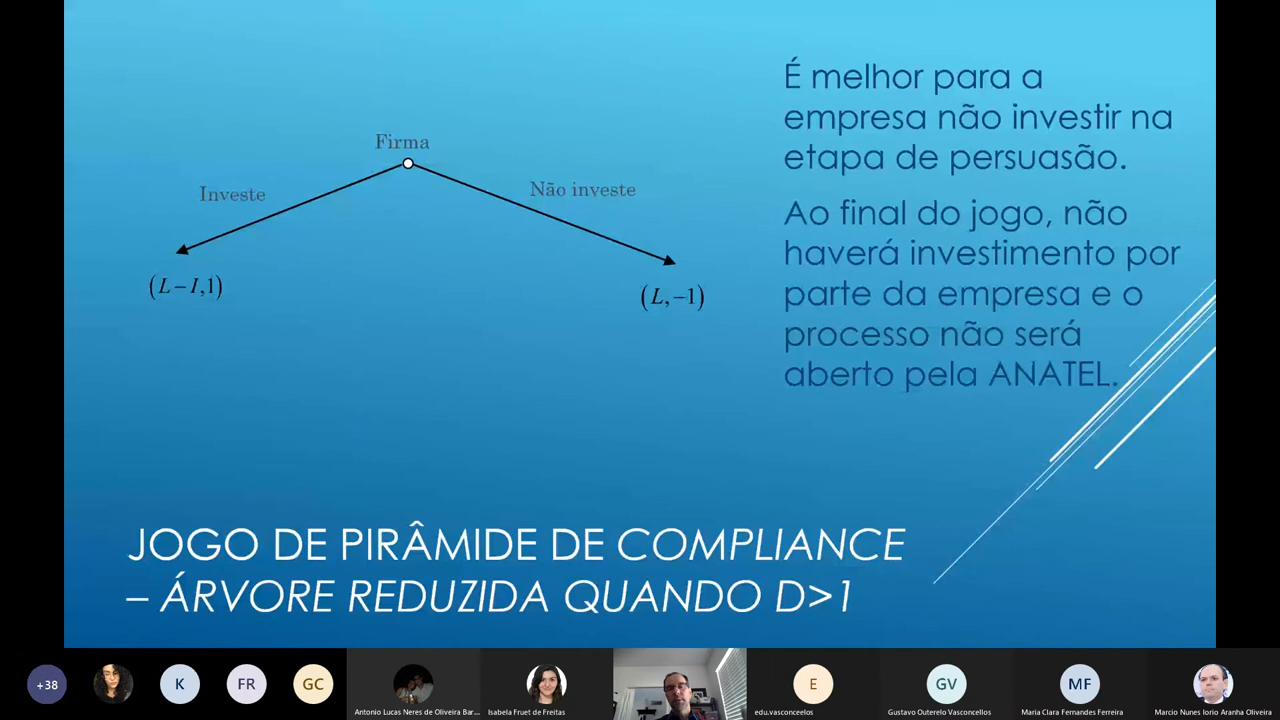 Firma
Investe
Não investe
(L−I,1)
(L,−1)
É melhor para a
empresa não investir na
etapa de persuasão.
Ao final do jogo, não
haverá investimento por
parte da empresa e o
processo não será
aberto pela ANATEL.
JOGO DE PIRÂMIDE DE COMPLIANCE
– ÁRVORE REDUZIDA QUANDO D>1
+38
K
FR
GC
E
GV
MF
Antonio Lucas Neres de Oliveira Bar...
Isabela Fruet de Freitas
edu.vasconceelos
Gustavo Outerelo Vasconcellos
Maria Clara Fernandes Ferreira
Marcio Nunes Iorio Aranha Oliveira